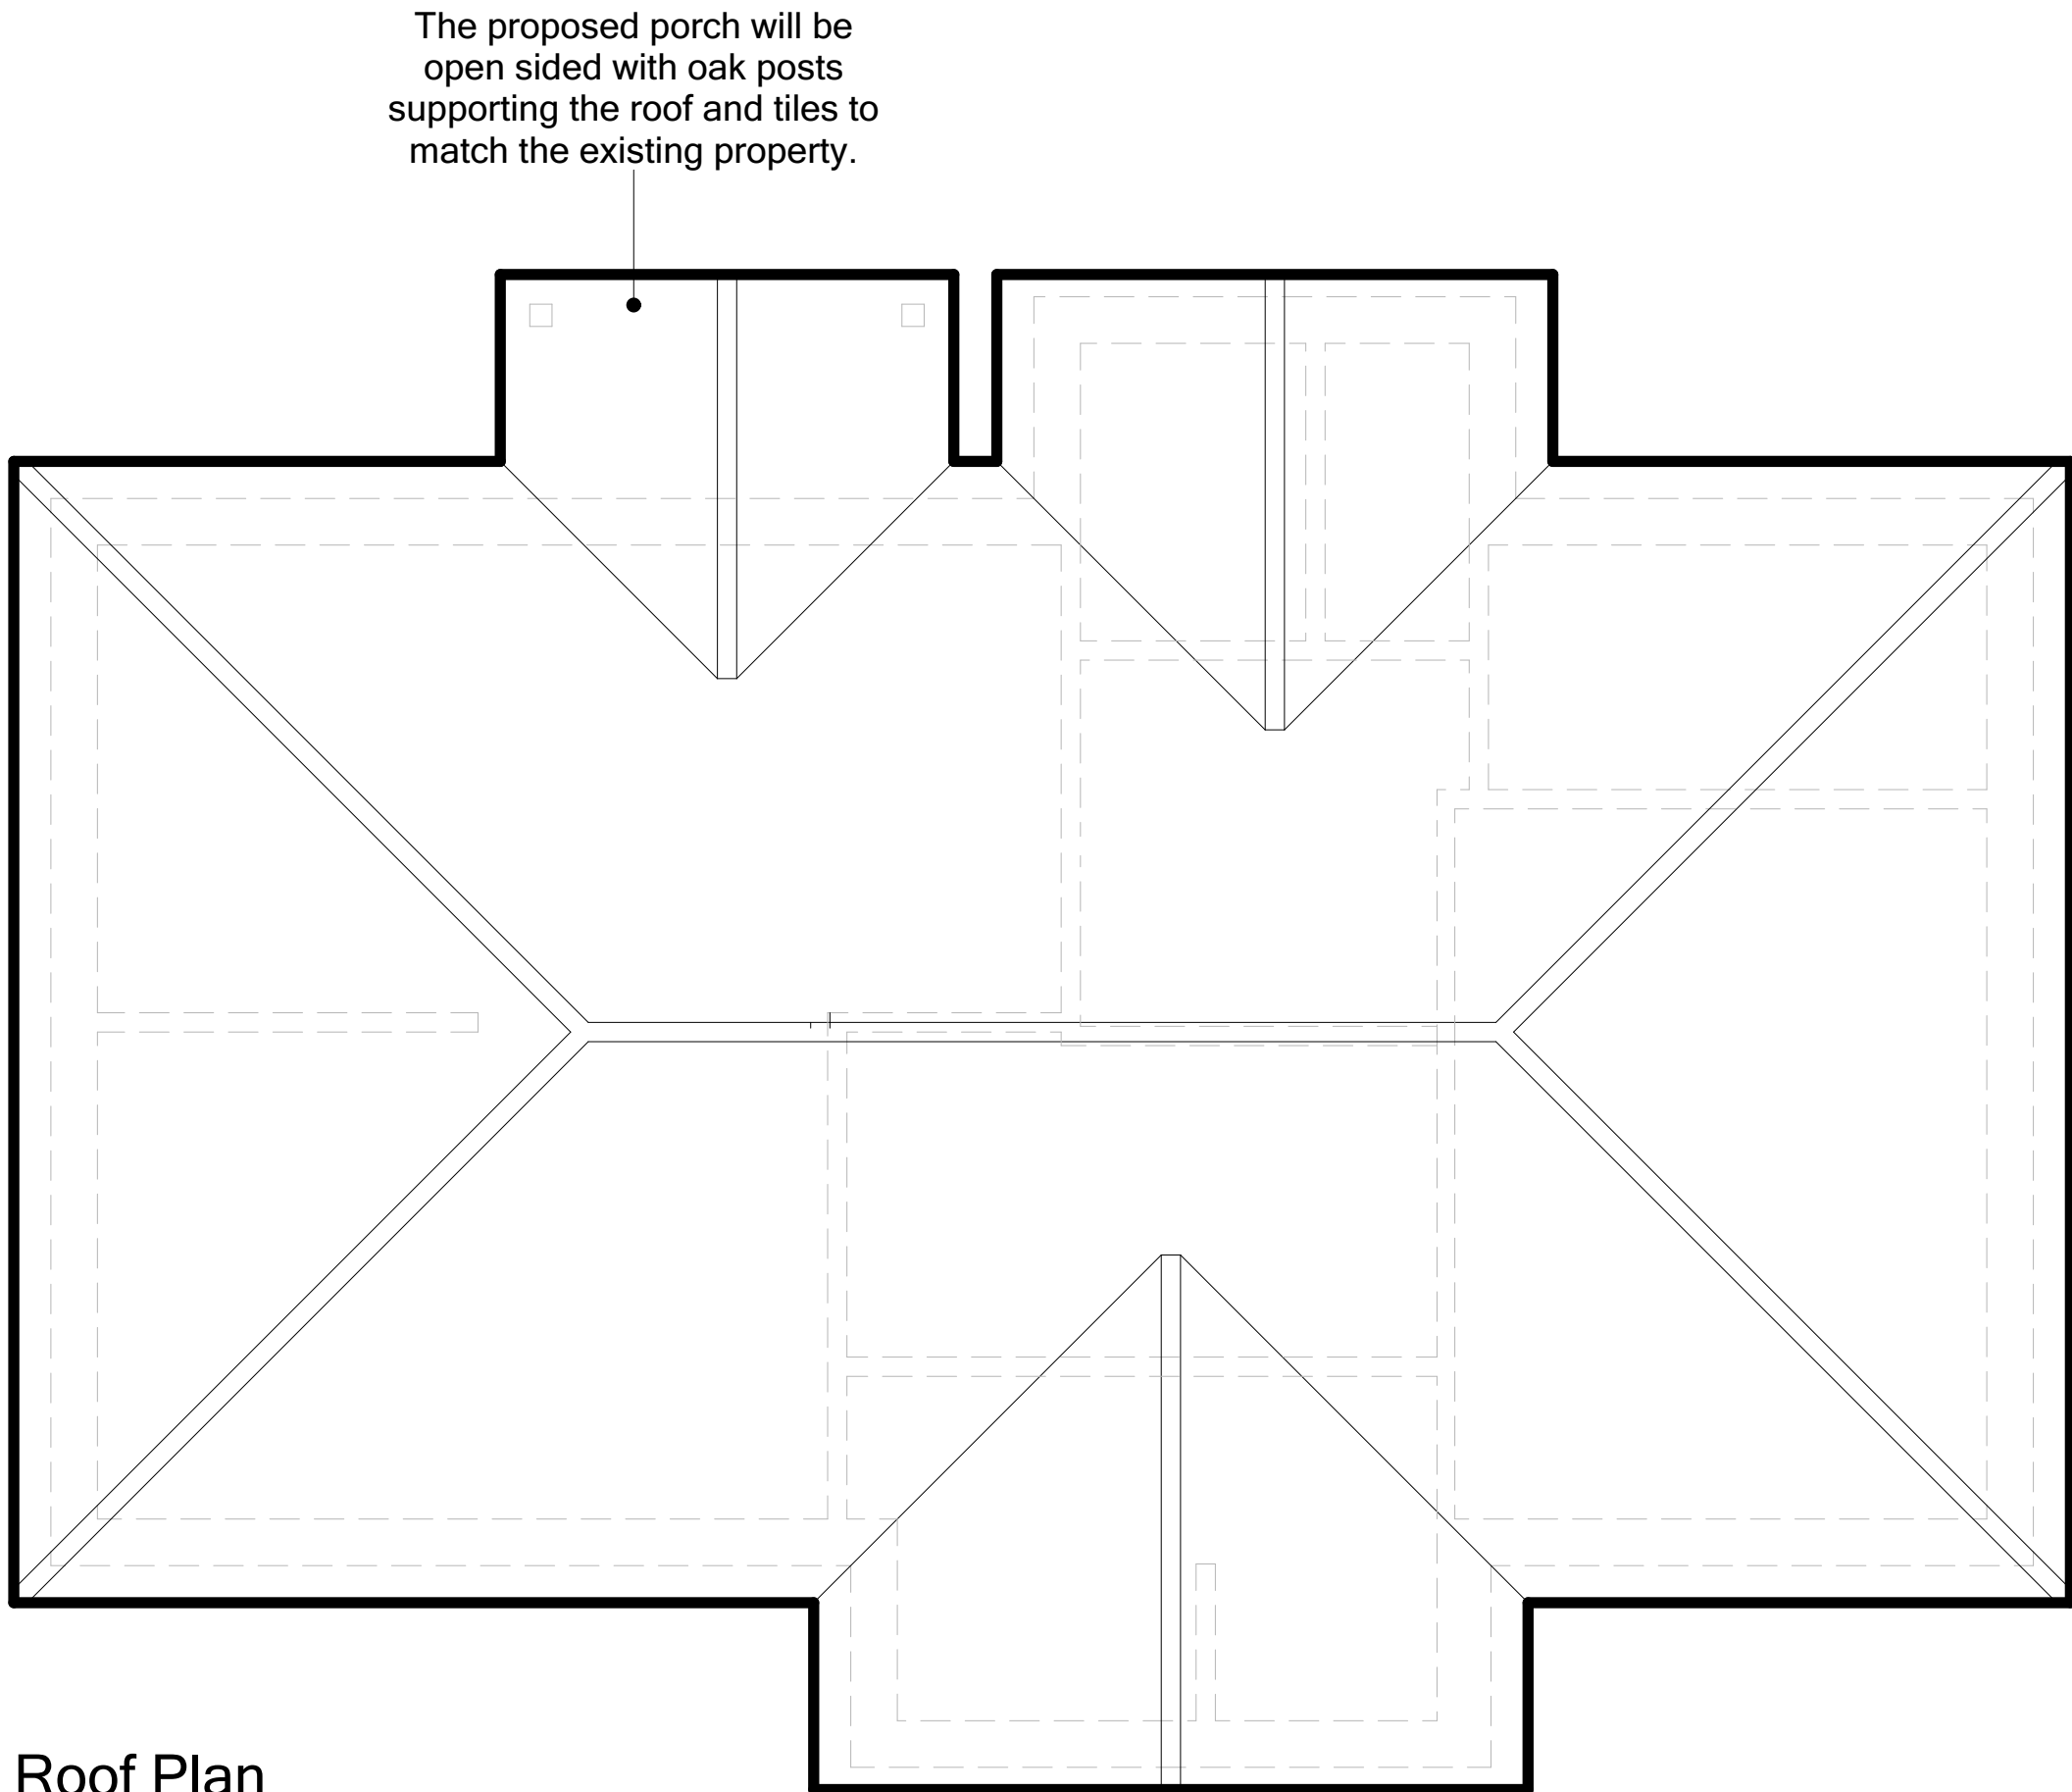 The proposed porch will be
open sided with oak posts
supporting the roof and tiles to
match the existing property.
Roof Plan